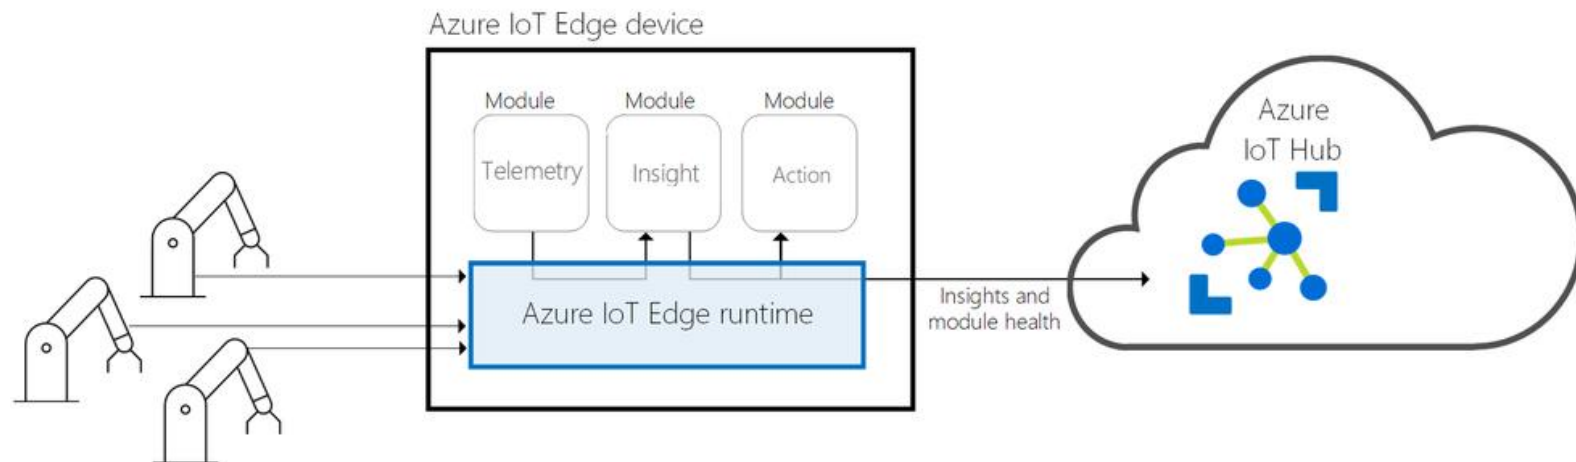 Azure IoT Edge device
Module
Module
Module
Telemetry
Insight
Action
Azure IoT Edge runtime
Insights and
module health
Azure
IoT Hub